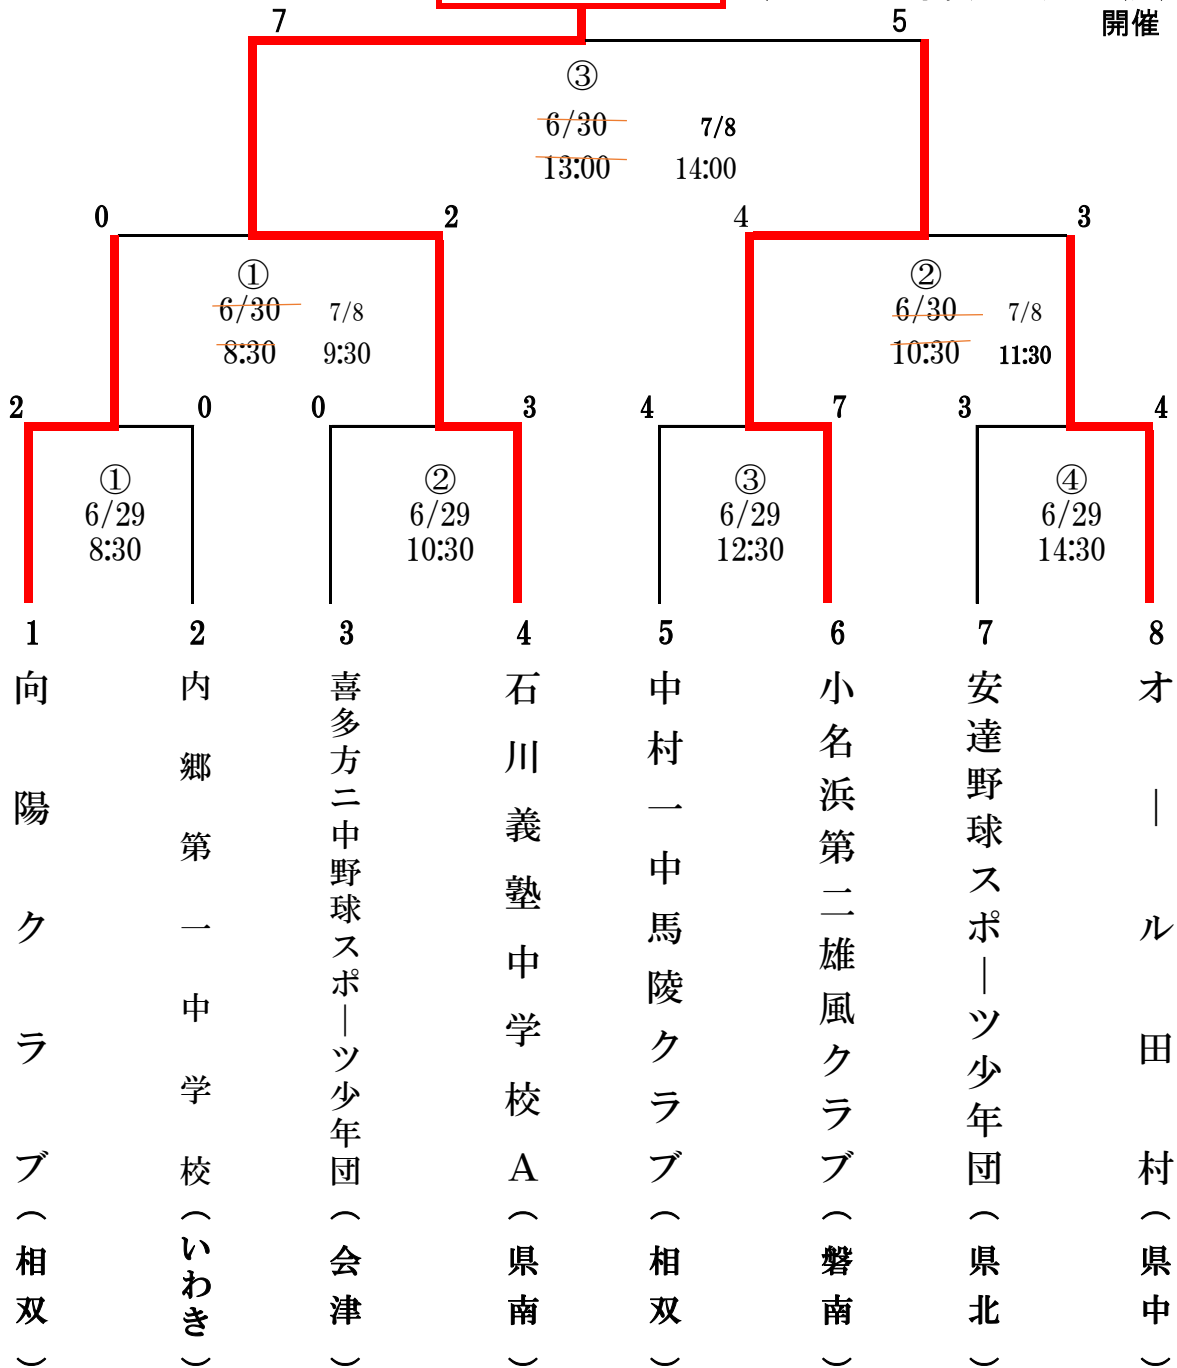 7 5
開催
③
6/30 7/8
13:00 14:00
0 2 4 3
① ②
6/30 7/8 6/30 7/8
8:30 9:30 10:30 11:30
2 0 0 3 4 7 3 4
① ② ③ ④
6/29 6/29 6/29 6/29
8:30 10:30 12:30 14:30
1 2 3 4 5 6 7 8
向陽クラブ(相双)
内郷第一中学校(いわき)
喜多方ニ中野球スポーツ少年団(会津)
石川義塾中学校A(県南)
中村一中馬陵クラブ(相双)
小名浜第二雄風クラブ(磐南)
安達野球スポーツ少年団(県北)
オール田村(県中)